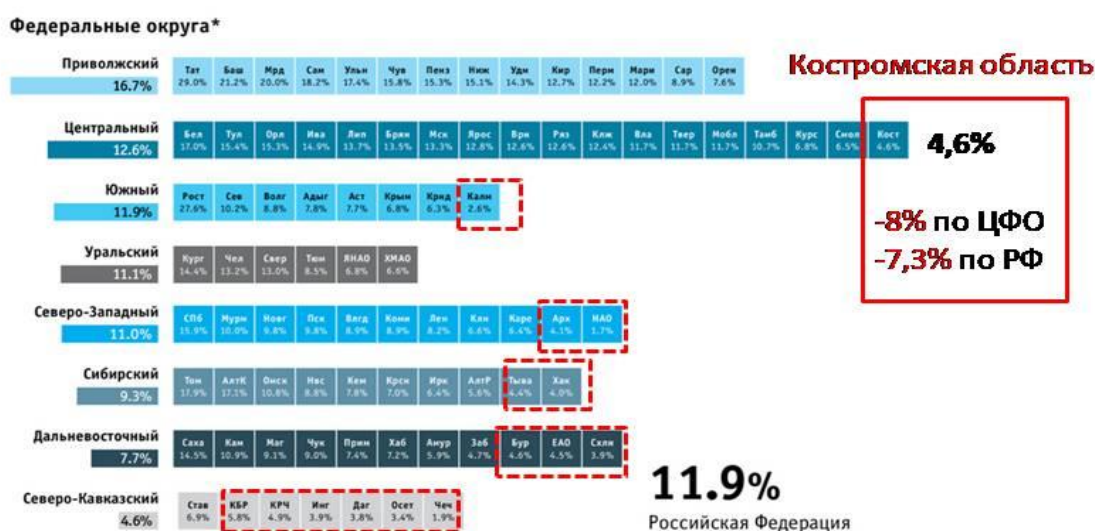 Федеральные округа*
Костромская область
Приволжский
16.7%
Тат Баш Мрд Сам Ульн Чув Пенз Ниж Удм Кир Перм Мари Сар Орен
29.0% 21.2% 20.0% 18.2% 17.4% 15.8% 15.3% 15.1% 14.3% 12.7% 12.2% 12.0% 8.9% 7.6%
Центральный
12.6%
Бел Тул Орл Ива Лип Брян Мск Ярос Врн Ряз Клж Вла Твер Мобл Тамб Курс Смол Кост
17.0% 15.4% 15.3% 14.9% 13.7% 13.5% 13.3% 12.8% 12.6% 12.6% 12.4% 11.7% 11.7% 11.7% 10.7% 6.8% 6.5% 4.6%
4,6%
-8% по ЦФО
-7,3% по РФ
Южный
11.9%
Рост Сев Волг Адыг Аст Крым Крнд Калм
27.6% 10.2% 8.8% 7.8% 7.7% 6.8% 6.3% 2.6%
Уральский
11.1%
Кург Чел Свер Тюм ЯНАО ХМАО
14.4% 13.2% 13.0% 8.5% 6.8% 6.6%
Северо-Западный
11.0%
СПб Мурм Новг Пск Влгд Коми Лен Клн Каре Арх НАО
15.9% 10.0% 9.8% 9.8% 8.9% 8.9% 8.2% 6.6% 6.4% 4.1% 1.7%
Сибирский
9.3%
Том АлтК Омск Нвс Кем Крсн Ирк АлтР Тыва Хак
17.9% 17.1% 10.8% 8.8% 7.8% 7.0% 6.4% 5.6% 4.4% 4.0%
Дальневосточный
7.7%
Саха Кам Маг Чук Прим Хаб Амур Заб Бур ЕАО Схлн
14.5% 10.9% 9.1% 9.0% 7.4% 7.2% 5.9% 4.7% 4.6% 4.5% 3.9%
Северо-Кавказский
4.6%
Став КБР КРЧ Инг Даг Осет Чеч
6.9% 5.8% 4.9% 3.9% 3.8% 3.4% 1.9%
11.9%
Российская Федерация